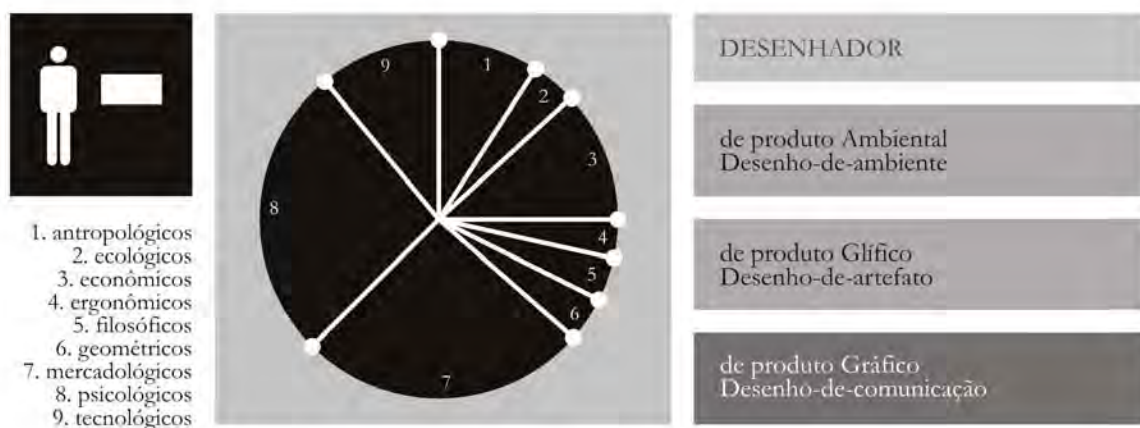 1. antropológicos
2. ecológicos
3. econômicos
4. ergonômicos
5. filosóficos
6. geométricos
7. mercadológicos
8. psicológicos
9. tecnológicos
1
2
3
4
5
6
7
8
9
DESENHADOR
de produto Ambiental
Desenho-de-ambiente
de produto Glífico
Desenho-de-artefato
de produto Gráfico
Desenho-de-comunicação